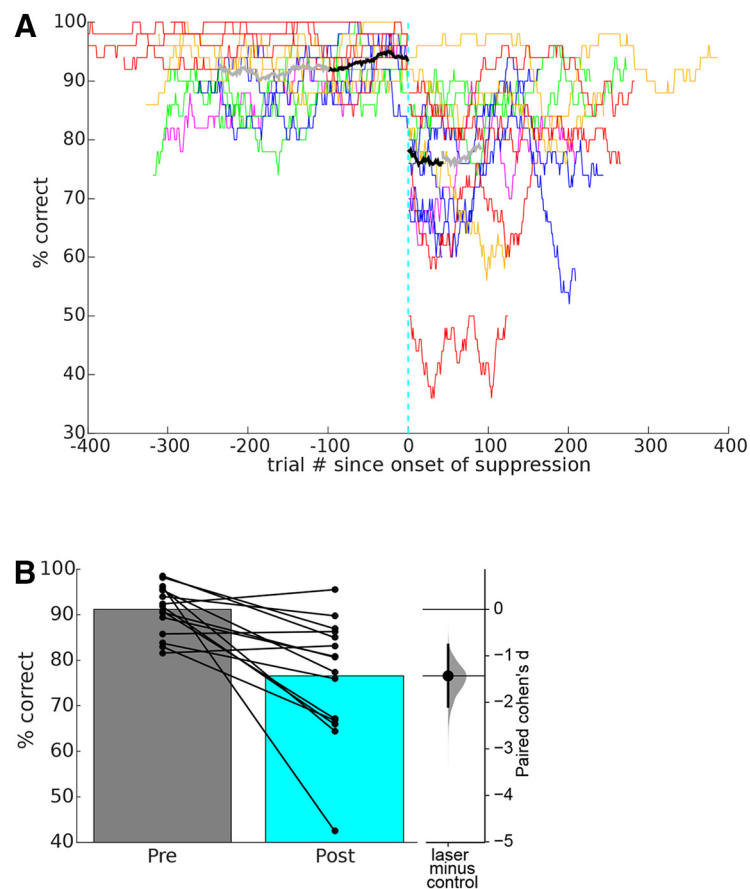 A
100
90
80
70
60
50
40
30
% correct
-400 -300 -200 -100 0 100 200 300 400
trial # since onset of suppression
B
100
90
80
70
60
50
40
% correct
Pre Post
0
−1
−2
−3
−4
−5
Paired cohen's d
laser
minus
control